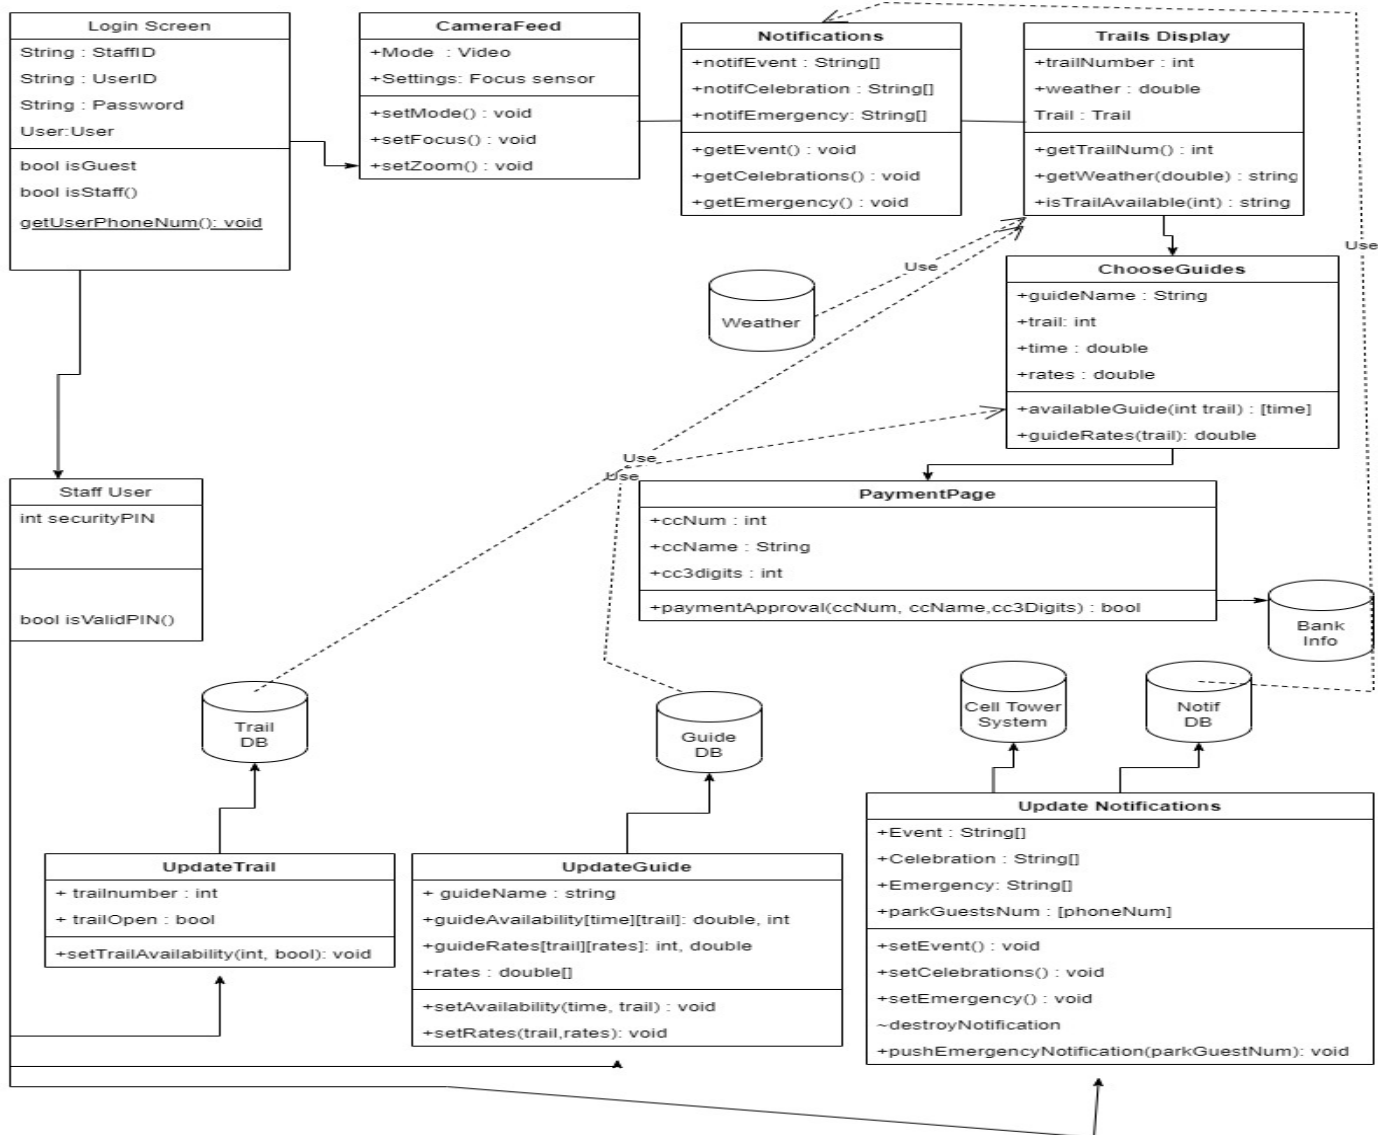 Login Screen
String : StaffID
String : UserID
String : Password
User:User
bool isGuest
bool isStaff()
getUserPhoneNum(): void
CameraFeed
+Mode : Video
+Settings: Focus sensor
+setMode() : void
+setFocus() : void
+setZoom() : void
Notifications
+notifEvent : String[]
+notifCelebration : String[]
+notifEmergency: String[]
+getEvent() : void
+getCelebrations() : void
+getEmergency() : void
Trails Display
+trailNumber : int
+weather : double
Trail : Trail
+getTrailNum() : int
+getWeather(double) : string
+isTrailAvailable(int) : string
Use
Use
Weather
ChooseGuides
+guideName : String
+trail: int
+time : double
+rates : double
+availableGuide(int trail) : [time]
+guideRates(trail): double
Use
Use
Staff User
int securityPIN
bool isValidPIN()
PaymentPage
+ccNum : int
+ccName : String
+cc3digits : int
+paymentApproval(ccNum, ccName,cc3Digits) : bool
Bank
Info
Trail
DB
Guide
DB
Cell Tower
System
Notif
DB
UpdateTrail
+ trailnumber : int
+ trailOpen : bool
+setTrailAvailability(int, bool): void
UpdateGuide
+ guideName : string
+guideAvailability[time][trail]: double, int
+guideRates[trail][rates]: int, double
+rates : double[]
+setAvailability(time, trail) : void
+setRates(trail,rates): void
Update Notifications
+Event : String[]
+Celebration : String[]
+Emergency: String[]
+parkGuestsNum : [phoneNum]
+setEvent() : void
+setCelebrations() : void
+setEmergency() : void
~destroyNotification
+pushEmergencyNotification(parkGuestNum): void